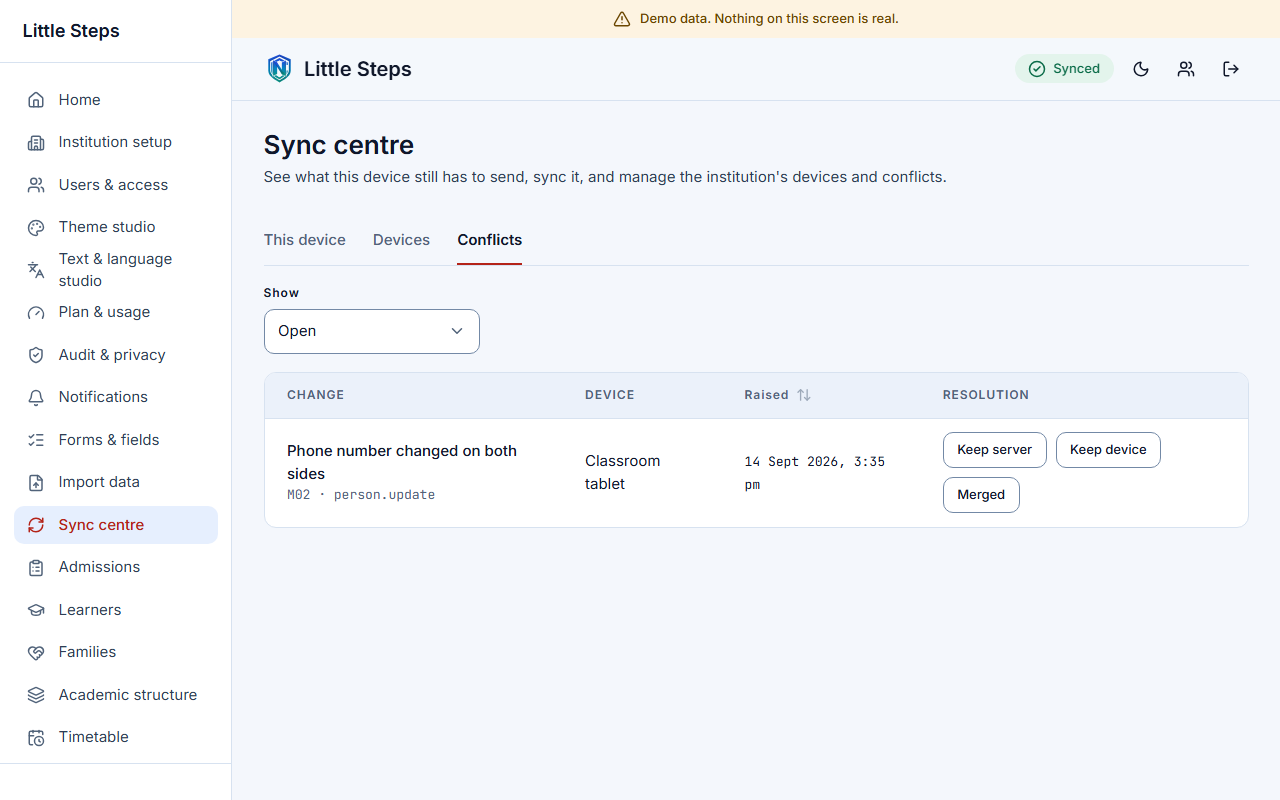 Little Steps
Home
Institution setup
Users & access
Theme studio
Text & language
studio
Plan & usage
Audit & privacy
Notifications
Forms & fields
Import data
Sync centre
Admissions
Learners
Families
Academic structure
Timetable
Demo data. Nothing on this screen is real.
Little Steps
Synced
Sync centre
See what this device still has to send, sync it, and manage the institution's devices and conflicts.
This device Devices Conflicts
Show
Open
CHANGE DEVICE Raised RESOLUTION
Phone number changed on both
sides
M02 · person.update
Classroom
tablet
14 Sept 2026, 3:35
pm
Keep server Keep device
Merged